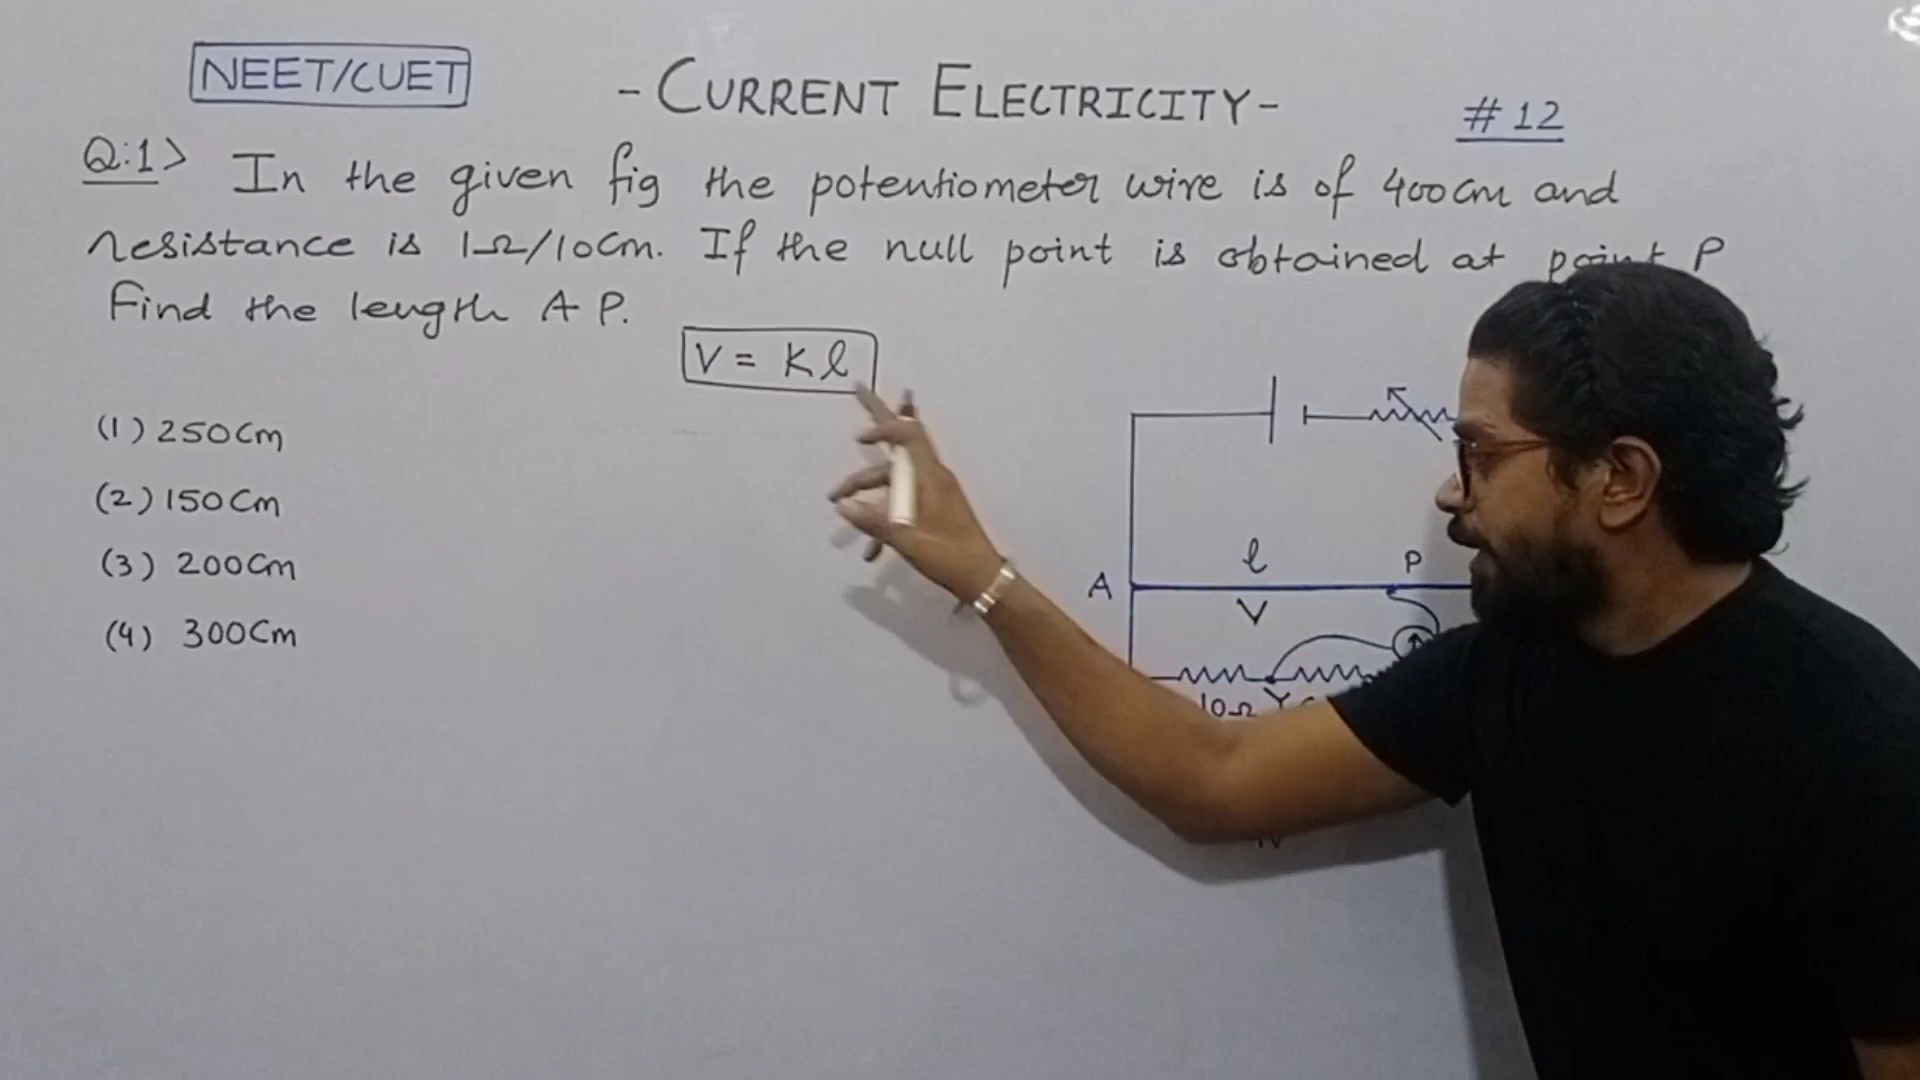 NEET/CUET
- CURRENT ELECTRICITY -
# 12
Q:1> In the given fig the potentiometer wire is of 400cm and
resistance is 1Ω/10cm. If the null point is obtained at point P
Find the length AP.
V = Kl
(1) 250cm
(2) 150cm
(3) 200cm
(4) 300cm
l
P
A
V
10Ω Y